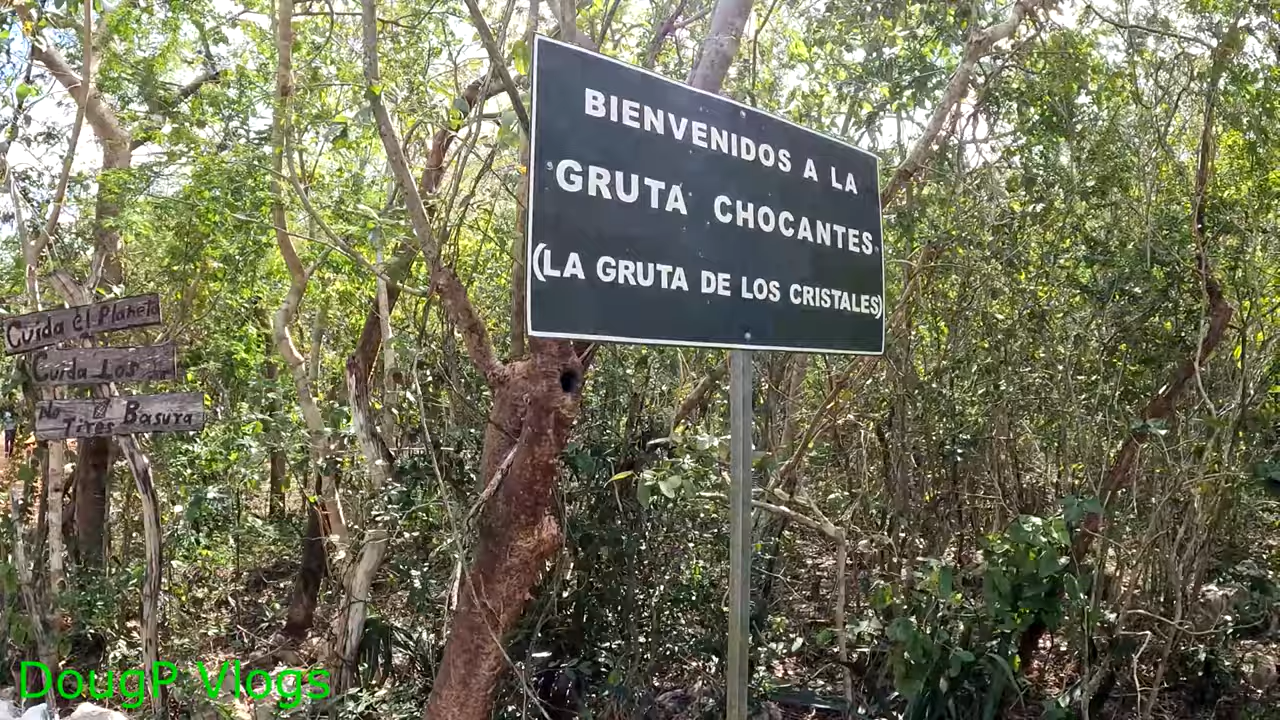 BIENVENIDOS A LA
GRUTA CHOCANTES
(LA GRUTA DE LOS CRISTALES)
Cuida el Planeta
Cuida Los
No Tires Basura
DougP Vlogs